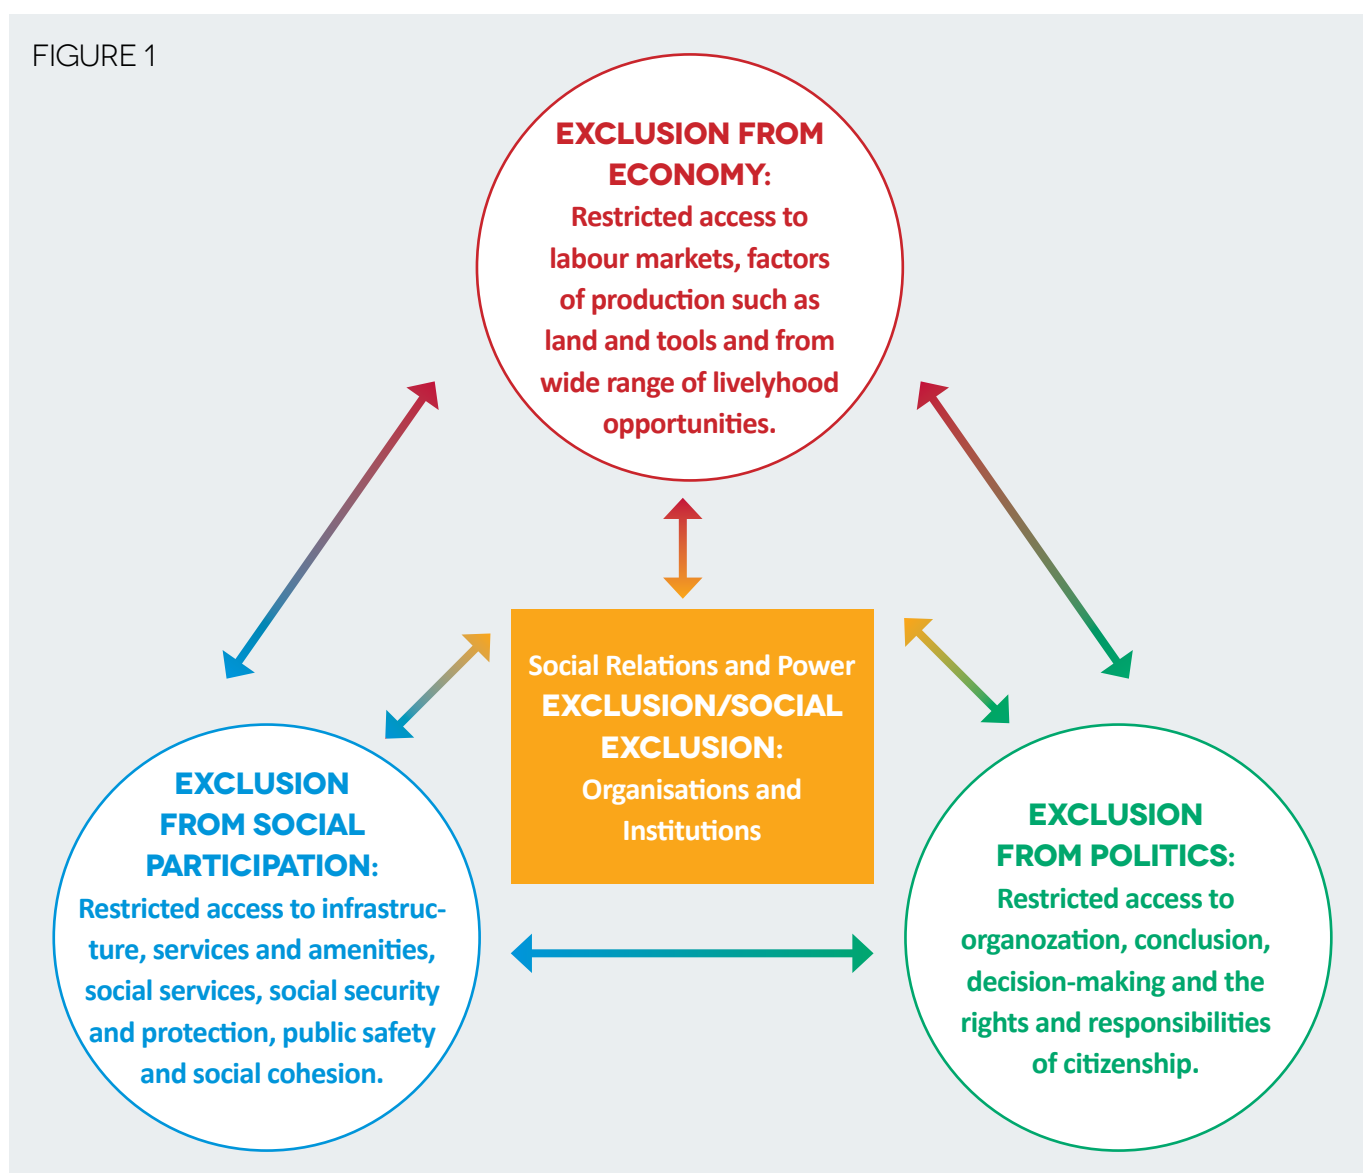 FIGURE 1
EXCLUSION FROM
ECONOMY:
Restricted access to
labour markets, factors
of production such as
land and tools and from
wide range of livelyhood
opportunities.
Social Relations and Power
EXCLUSION/SOCIAL
EXCLUSION:
Organisations and
Institutions
EXCLUSION
FROM SOCIAL
PARTICIPATION:
Restricted access to infrastruc-
ture, services and amenities,
social services, social security
and protection, public safety
and social cohesion.
EXCLUSION
FROM POLITICS:
Restricted access to
organozation, conclusion,
decision-making and the
rights and responsibilities
of citizenship.